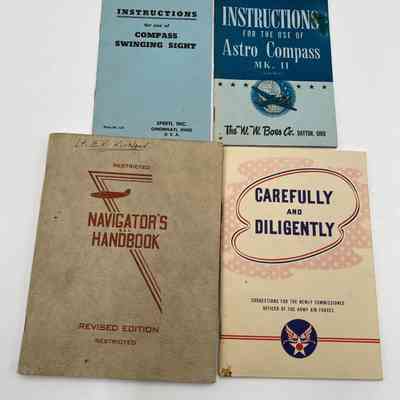 INSTRUCTIONS
for use of
COMPASS
SWINGING SIGHT
SPERTI, INC.
CINCINNATI, OHIO
U. S. A.
INSTRUCTIONS
FOR THE USE OF
Astro Compass
MK. II
The "W. W. Boes Co. DAYTON, OHIO
Lt. E.R.
RESTRICTED
NAVIGATOR'S
HANDBOOK
REVISED EDITION
RESTRICTED
CAREFULLY
AND
DILIGENTLY
SUGGESTIONS FOR THE NEWLY COMMISSIONED
OFFICER OF THE ARMY AIR FORCES